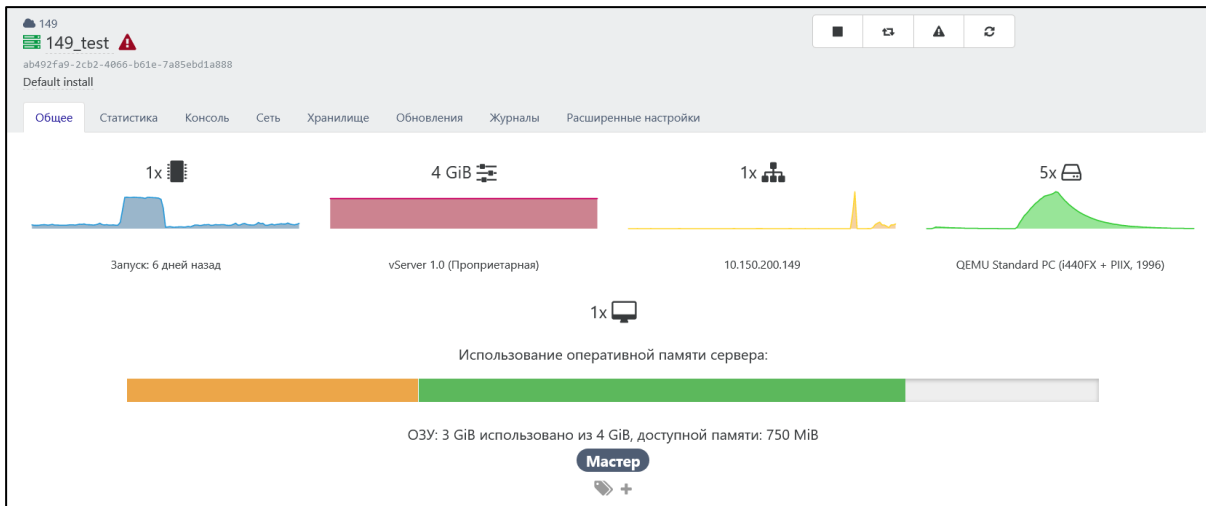 149
149_test
ab492fa9-2cb2-4066-b61e-7a85ebd1a888
Default install
Общее Статистика Консоль Сеть Хранилище Обновления Журналы Расширенные настройки
1x 4 GiB 1x 5x
Запуск: 6 дней назад vServer 1.0 (Проприетарная) 10.150.200.149 QEMU Standard PC (i440FX + PIIX, 1996)
1x
Использование оперативной памяти сервера:
ОЗУ: 3 GiB использовано из 4 GiB, доступной памяти: 750 MiB
Мастер